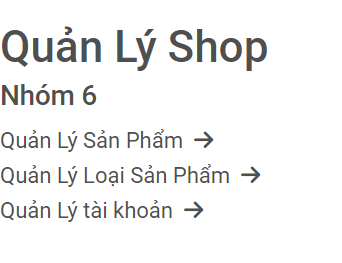 Quản Lý Shop
Nhóm 6
Quản Lý Sản Phẩm →
Quản Lý Loại Sản Phẩm →
Quản Lý tài khoản →